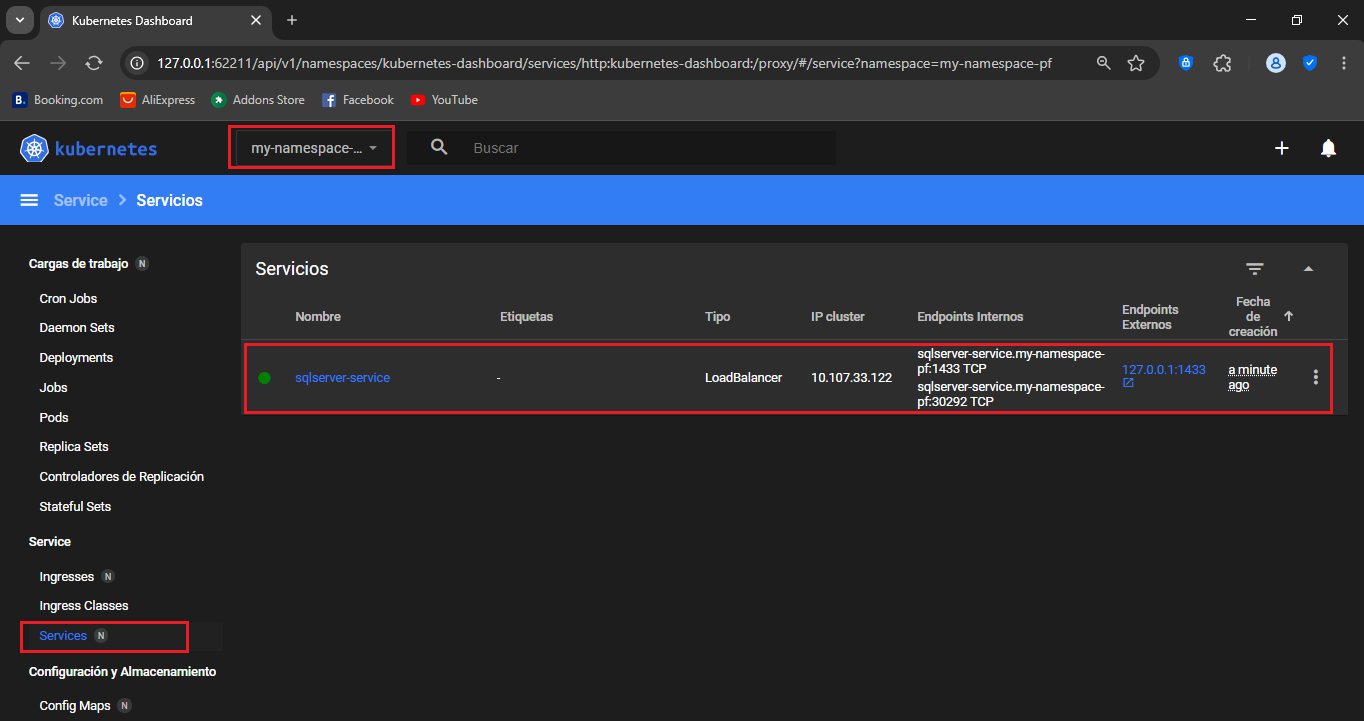 Kubernetes Dashboard
127.0.0.1:62211/api/v1/namespaces/kubernetes-dashboard/services/http:kubernetes-dashboard:/proxy/#/service?namespace=my-namespace-pf
B. Booking.com
AliExpress
Addons Store
Facebook
YouTube
kubernetes
my-namespace-...
Buscar
Service
Servicios
Cargas de trabajo N
Cron Jobs
Daemon Sets
Deployments
Jobs
Pods
Replica Sets
Controladores de Replicación
Stateful Sets
Service
Ingresses N
Ingress Classes
Services N
Configuración y Almacenamiento
Config Maps N
Servicios
Nombre
Etiquetas
Tipo
IP cluster
Endpoints Internos
Endpoints
Externos
Fecha
de
creación
sqlserver-service
-
LoadBalancer
10.107.33.122
sqlserver-service.my-namespace-
pf:1433 TCP
sqlserver-service.my-namespace-
pf:30292 TCP
127.0.0.1:1433
a minute
ago